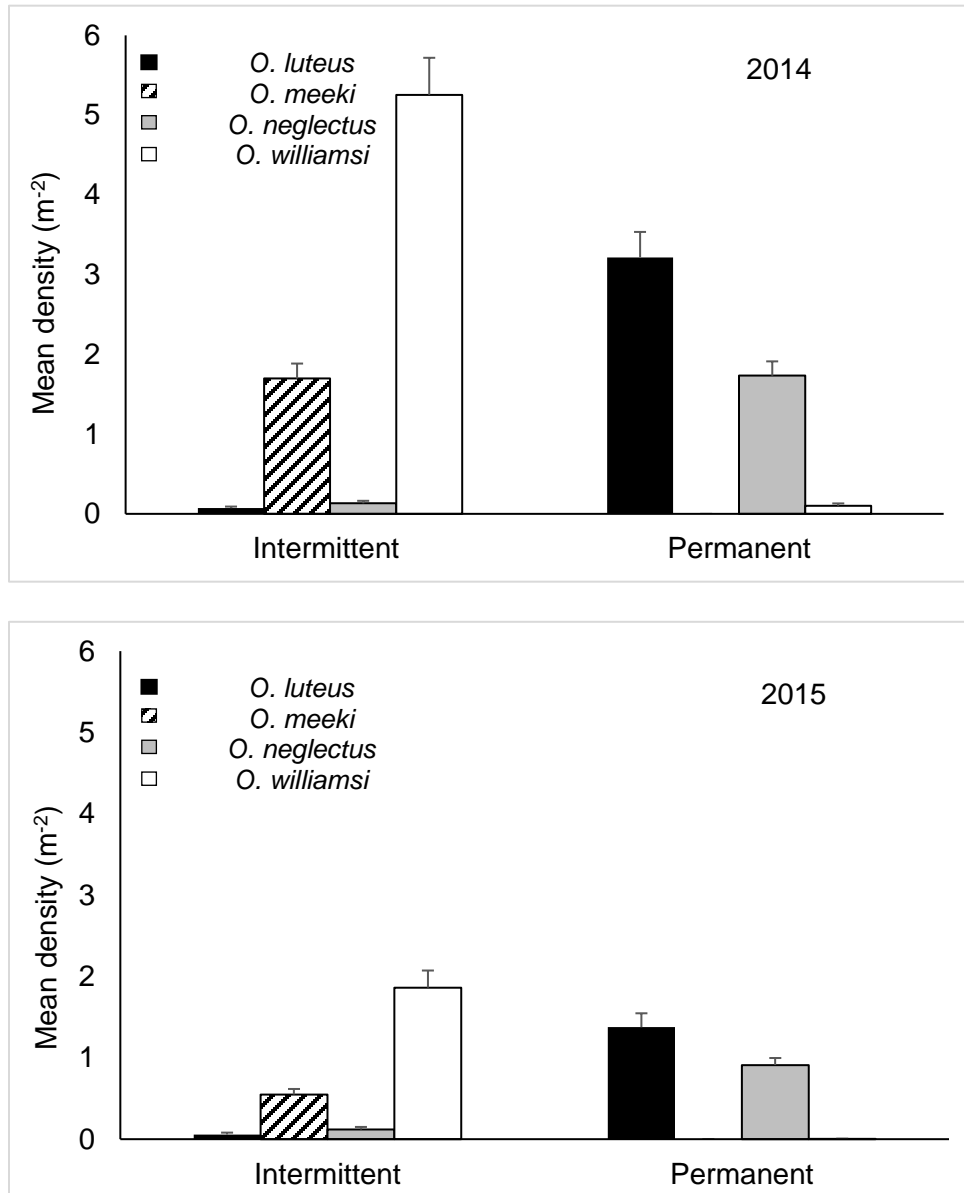 6
5
4
3
2
1
0
Mean density (m-2)
O. luteus
O. meeki
O. neglectus
O. williamsi
2014
Intermittent
Permanent
6
5
4
3
2
1
0
Mean density (m-2)
O. luteus
O. meeki
O. neglectus
O. williamsi
2015
Intermittent
Permanent